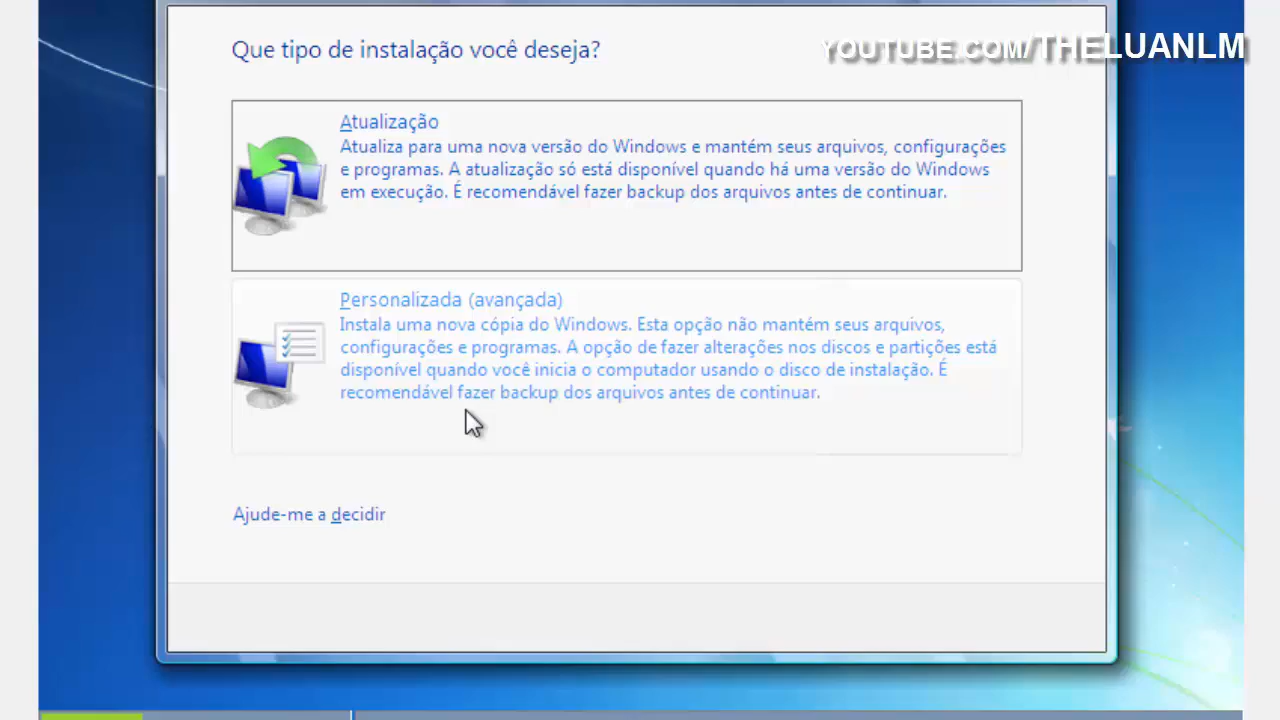 YOUTUBE.COM/THELUANLM
Que tipo de instalação você deseja?
Atualização
Atualiza para uma nova versão do Windows e mantém seus arquivos, configurações
e programas. A atualização só está disponível quando há uma versão do Windows
em execução. É recomendável fazer backup dos arquivos antes de continuar.
Personalizada (avançada)
Instala uma nova cópia do Windows. Esta opção não mantém seus arquivos,
configurações e programas. A opção de fazer alterações nos discos e partições está
disponível quando você inicia o computador usando o disco de instalação. É
recomendável fazer backup dos arquivos antes de continuar.
Ajude-me a decidir